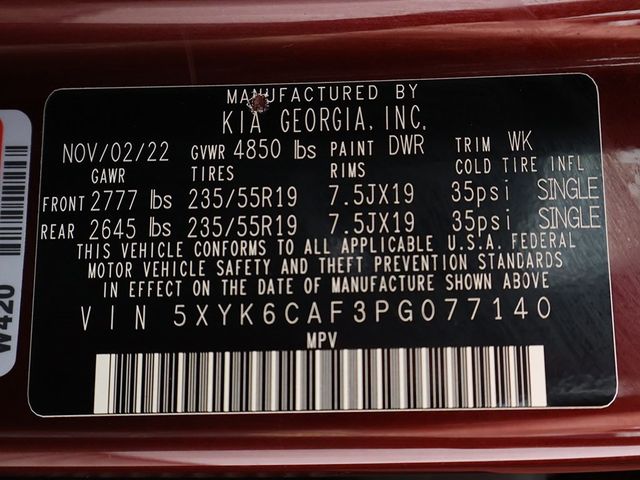 MANUFACTURED BY
KIA GEORGIA, INC.
NOV/02/22 GVWR 4850 lbs PAINT DWR TRIM WK
GAWR TIRES RIMS COLD TIRE INFL
FRONT 2777 lbs 235/55R19 7.5JX19 35psi SINGLE
REAR 2645 lbs 235/55R19 7.5JX19 35psi SINGLE
THIS VEHICLE CONFORMS TO ALL APPLICABLE U.S.A. FEDERAL
MOTOR VEHICLE SAFETY AND THEFT PREVENTION STANDARDS
IN EFFECT ON THE DATE OF MANUFACTURE SHOWN ABOVE
VIN 5XYK6CAF3PG077140
MPV
W420